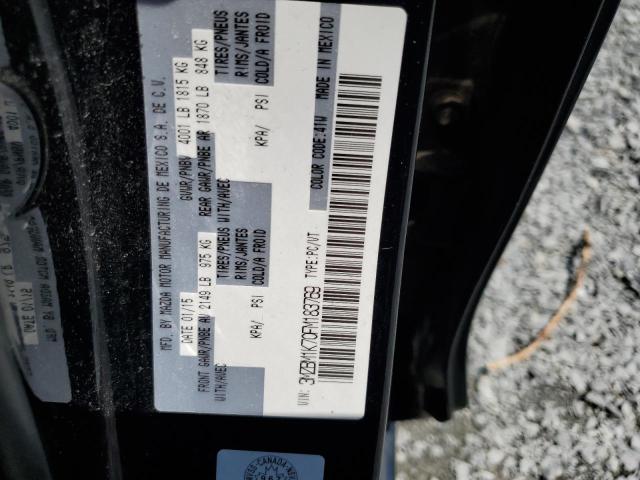 MFD. BY MAZDA MOTOR MANUFACTURING DE MEXICO S.A. DE C.V.
DATE 01/15 GVWR/PNBV 4001 LB 1815 KG
FRONT GAWR/PNBE AV 2149 LB 975 KG REAR GAWR/PNBE AR 1870 LB 848 KG
WITH/AVEC TIRES/PNEUS WITH/AVEC TIRES/PNEUS
RIMS/JANTES RIMS/JANTES
KPA/ PSI COLD/A FROID KPA/ PSI COLD/A FROID
VIN: 3MZBM1K70FM183789 TYPE:PC/VT COLOR CODE:41W MADE IN MEXICO
CANADA